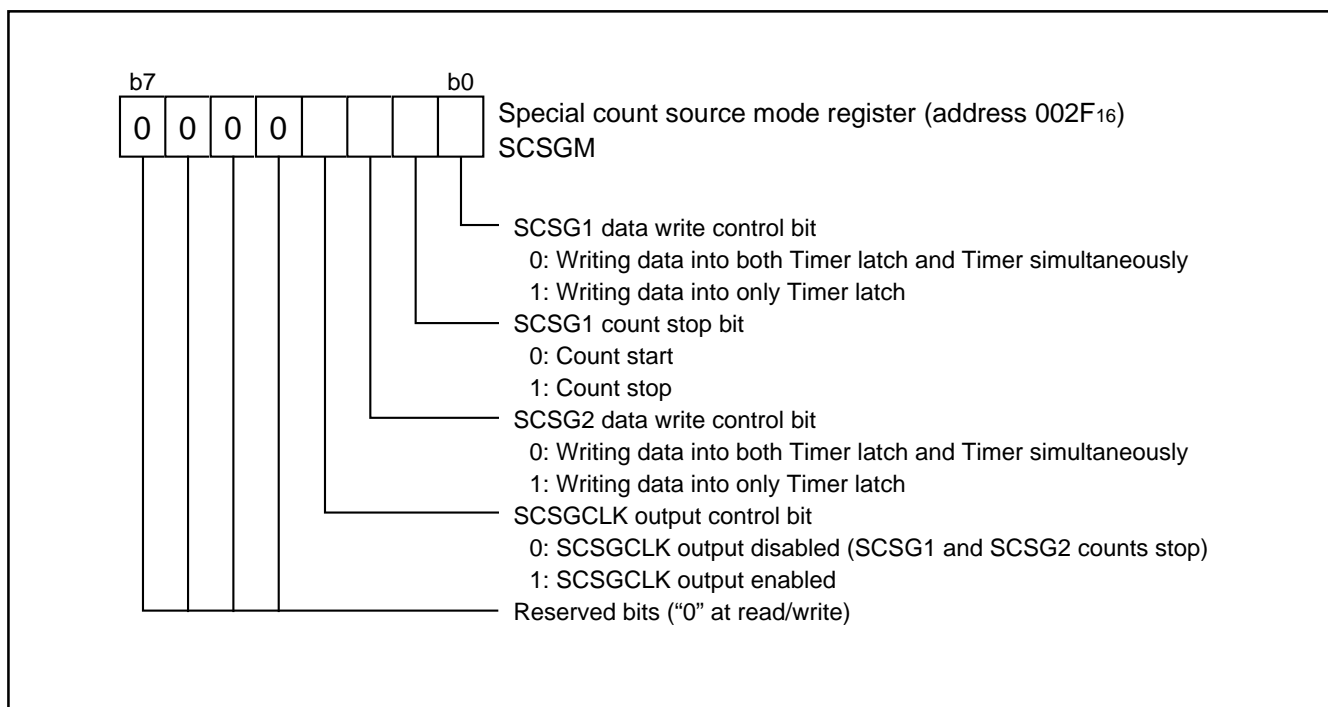 b7 b0
0 0 0 0
Special count source mode register (address 002F16)
SCSGM
SCSG1 data write control bit
0: Writing data into both Timer latch and Timer simultaneously
1: Writing data into only Timer latch
SCSG1 count stop bit
0: Count start
1: Count stop
SCSG2 data write control bit
0: Writing data into both Timer latch and Timer simultaneously
1: Writing data into only Timer latch
SCSGCLK output control bit
0: SCSGCLK output disabled (SCSG1 and SCSG2 counts stop)
1: SCSGCLK output enabled
Reserved bits (“0” at read/write)